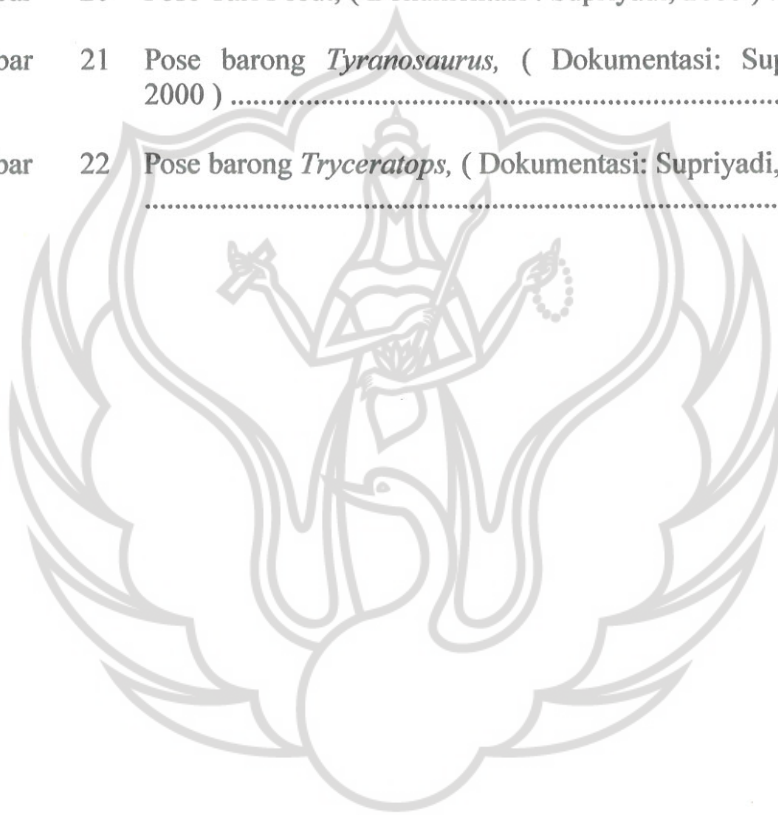 bar 21 Pose barong Tyranosaurus, ( Dokumentasi: Sup
2000 ) ................................................................................
bar 22 Pose barong Tryceratops, ( Dokumentasi: Supriyadi,
................................................................................